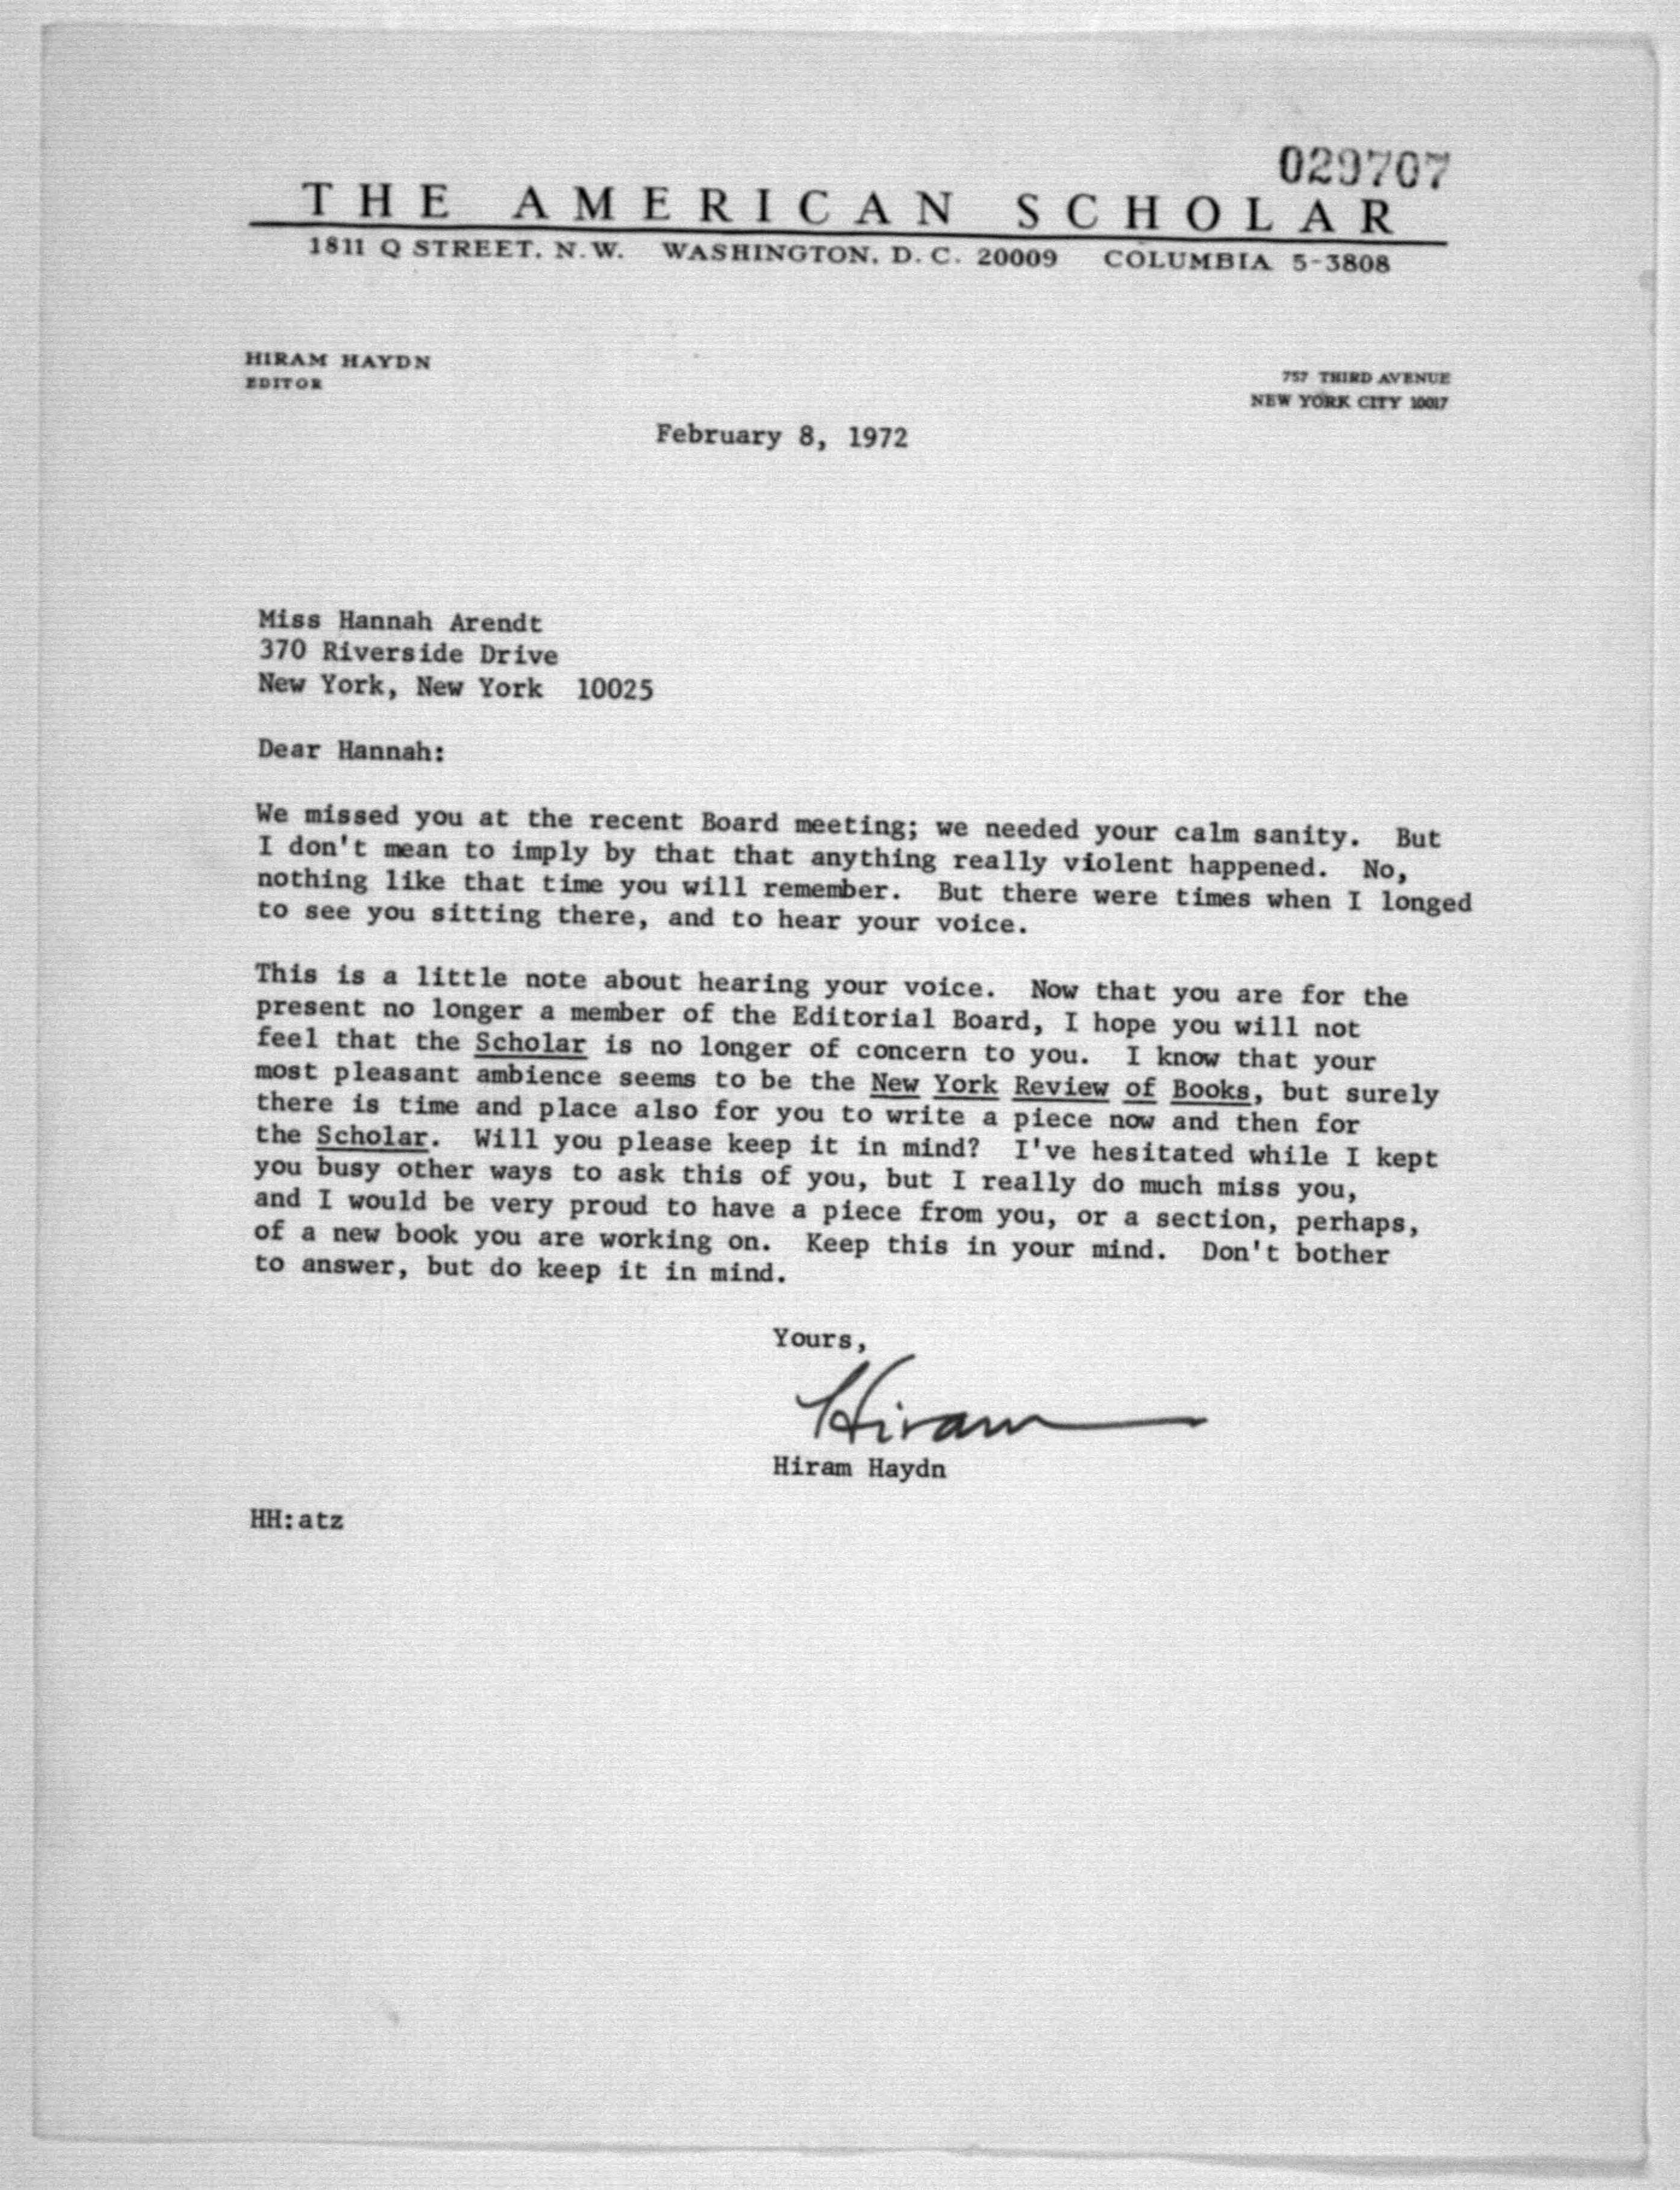 029707
THE AMERICAN SCHOLAR
1811 Q STREET, N.W. WASHINGTON, D. C. 20009 COLUMBIA 5-3808
HIRAM HAYDN
EDITOR
757 THIRD AVENUE
NEW YORK CITY 10017
February 8, 1972
Miss Hannah Arendt
370 Riverside Drive
New York, New York  10025
Dear Hannah:
We missed you at the recent Board meeting; we needed your calm sanity.  But
I don't mean to imply by that that anything really violent happened.  No,
nothing like that time you will remember.  But there were times when I longed
to see you sitting there, and to hear your voice.
This is a little note about hearing your voice.  Now that you are for the
present no longer a member of the Editorial Board, I hope you will not
feel that the Scholar is no longer of concern to you.  I know that your
most pleasant ambience seems to be the New York Review of Books, but surely
there is time and place also for you to write a piece now and then for
the Scholar.  Will you please keep it in mind?  I've hesitated while I kept
you busy other ways to ask this of you, but I really do much miss you,
and I would be very proud to have a piece from you, or a section, perhaps,
of a new book you are working on.  Keep this in your mind.  Don't bother
to answer, but do keep it in mind.
Yours,
Hiram
Hiram Haydn
HH:atz